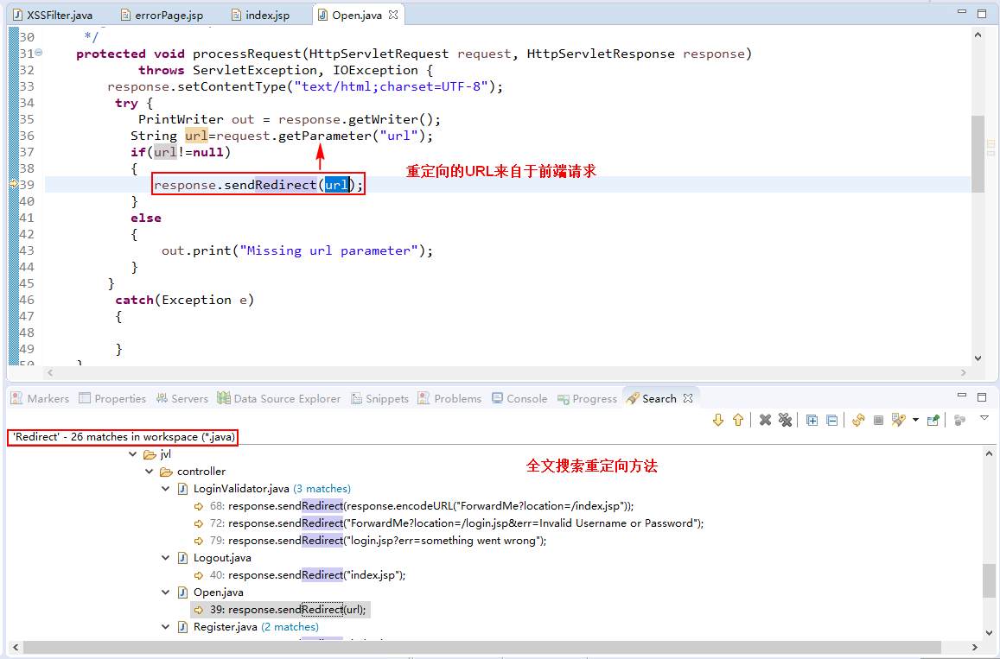 XSSFilter.java errorPage.jsp index.jsp Open.java
30 */
31 protected void processRequest(HttpServletRequest request, HttpServletResponse response)
32 throws ServletException, IOException {
33 response.setContentType("text/html;charset=UTF-8");
34 try {
35 PrintWriter out = response.getWriter();
36 String url=request.getParameter("url");
37 if(url!=null)
38 {
重定向的URL来自于前端请求
39 response.sendRedirect(url);
40 }
41 else
42 {
43 out.print("Missing url parameter");
44 }
45 }
46 catch(Exception e)
47 {
48
49 }
50 }
Markers Properties Servers Data Source Explorer Snippets Problems Console Progress Search
'Redirect' - 26 matches in workspace (*.java)
jvl
全文搜索重定向方法
controller
LoginValidator.java (3 matches)
68: response.sendRedirect(response.encodeURL("ForwardMe?location=/index.jsp"));
72: response.sendRedirect("ForwardMe?location=/login.jsp&err=Invalid Username or Password");
79: response.sendRedirect("login.jsp?err=something went wrong");
Logout.java
40: response.sendRedirect("index.jsp");
Open.java
39: response.sendRedirect(url);
Register.java (2 matches)